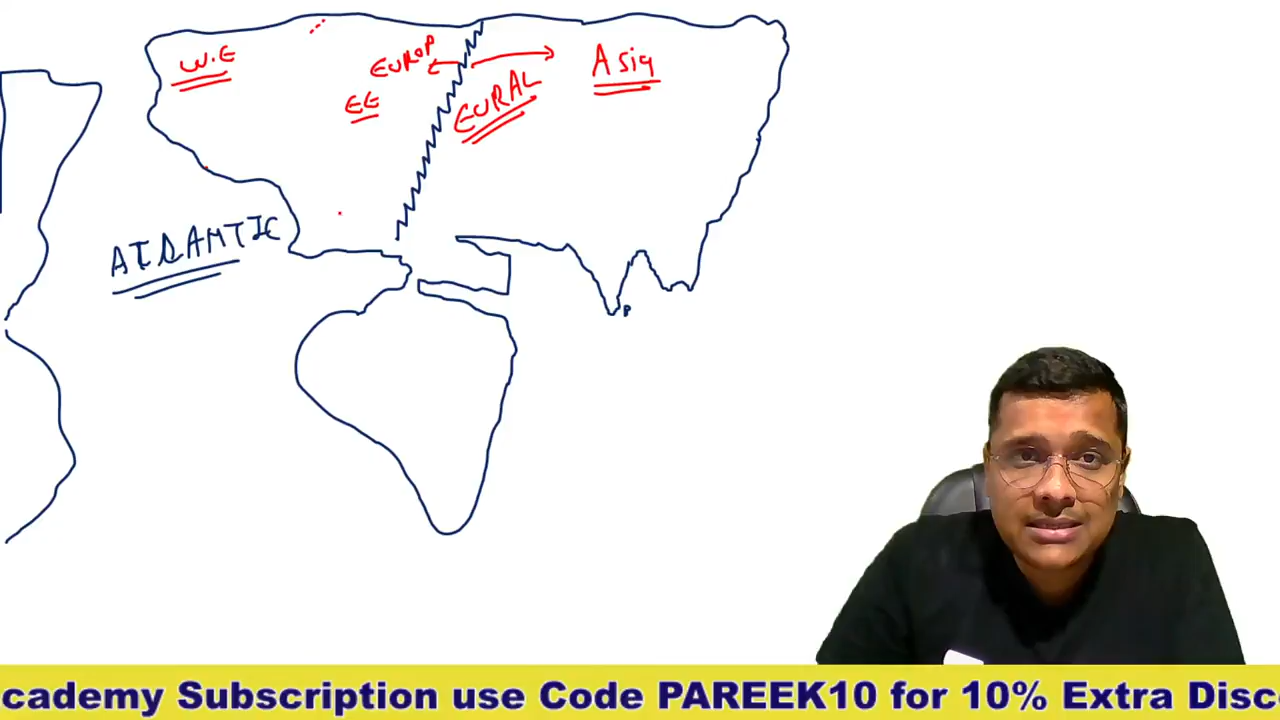 W.E
EUROP
EE
EURAL
Asia
ATLANTIC
cademy Subscription use Code PAREEK10 for 10% Extra Disc